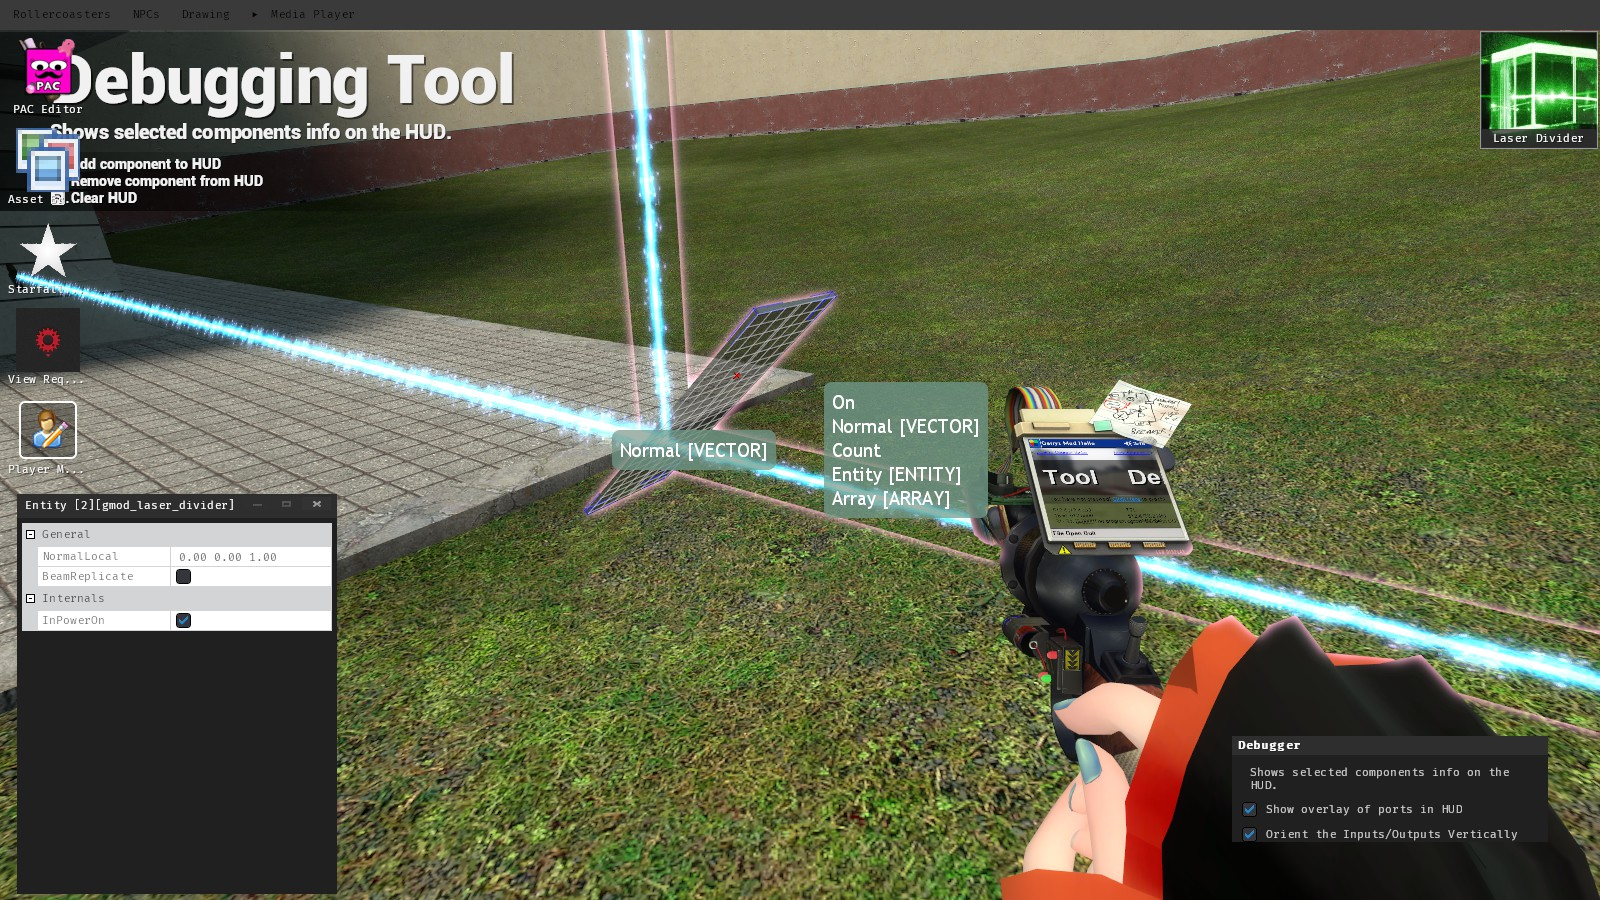 Rollercoasters NPCs Drawing ▸ Media Player
Debugging Tool
Shows selected components info on the HUD.
dd component to HUD
Remove component from HUD
Clear HUD
PAC
PAC Editor
Asset
Starfal...
View Req...
Player M...
Laser Divider
Normal [VECTOR]
On
Normal [VECTOR]
Count
Entity [ENTITY]
Array [ARRAY]
Tool De
Entity [2][gmod_laser_divider]
General
NormalLocal 0.00 0.00 1.00
BeamReplicate
Internals
InPowerOn
Debugger
Shows selected components info on the
HUD.
Show overlay of ports in HUD
Orient the Inputs/Outputs Vertically